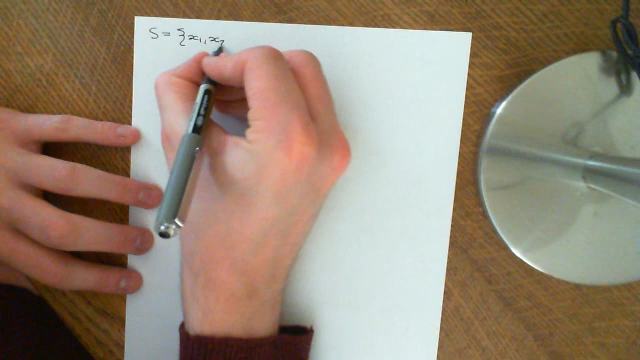 S = {x₁, x₂